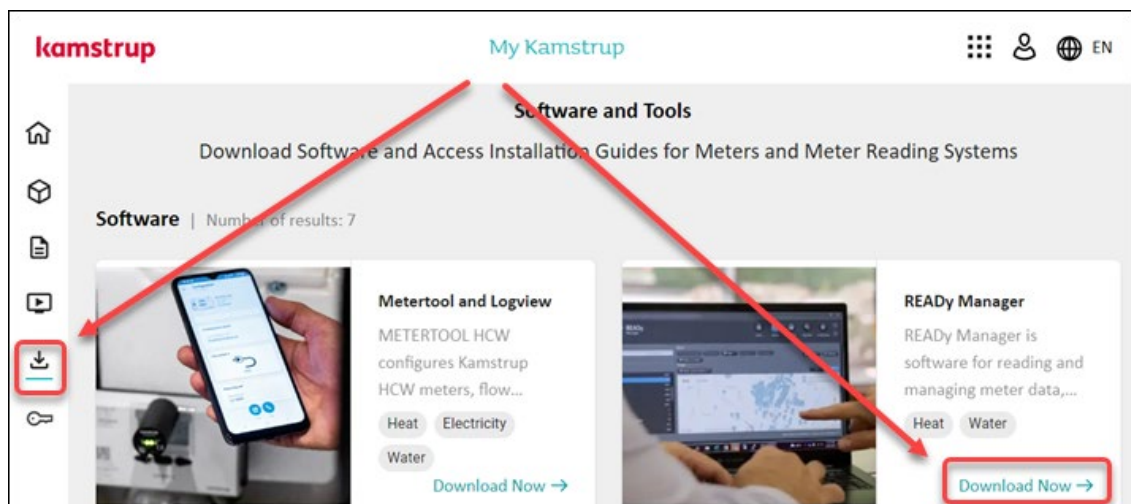 kamstrup
My Kamstrup
EN
Software and Tools
Download Software and Access Installation Guides for Meters and Meter Reading Systems
Software | Number of results: 7
Metertool and Logview
METERTOOL HCW
configures Kamstrup
HCW meters, flow...
Heat Electricity
Water
Download Now →
READy Manager
READy Manager is
software for reading and
managing meter data,...
Heat Water
Download Now →